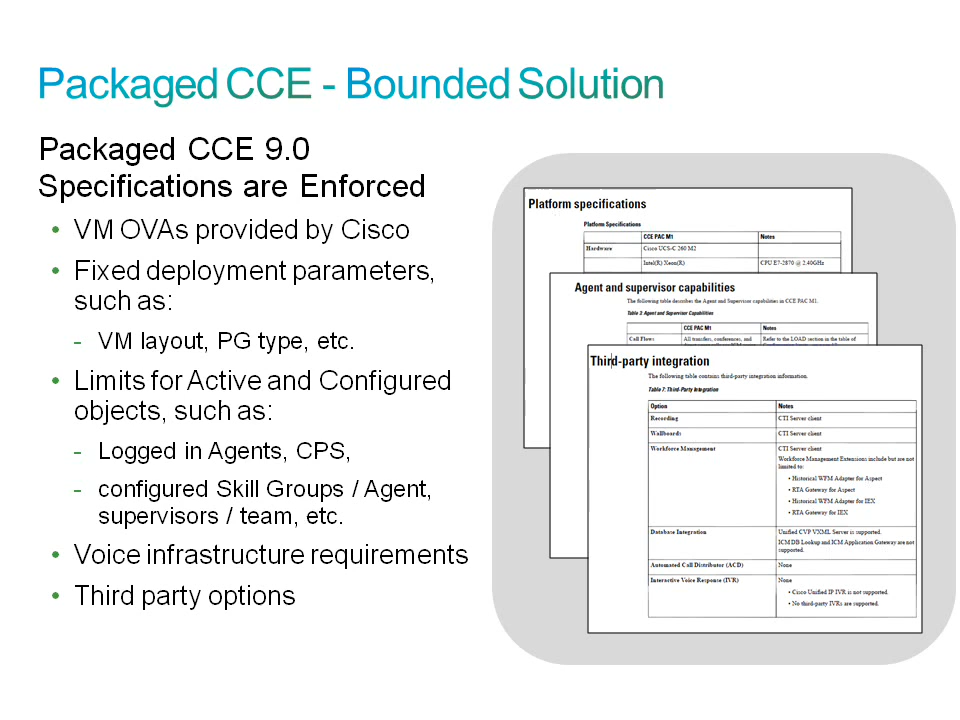 Packaged CCE - Bounded Solution
Packaged CCE 9.0
Specifications are Enforced
• VM OVAs provided by Cisco
• Fixed deployment parameters,
such as:
- VM layout, PG type, etc.
• Limits for Active and Configured
objects, such as:
- Logged in Agents, CPS,
- configured Skill Groups / Agent,
supervisors / team, etc.
• Voice infrastructure requirements
• Third party options
Platform specifications
Platform Specifications
CCE PAC M1 Notes
Hardware Cisco UCS-C 260 M2
Intel(R) Xeon(R) CPU E7-2870 @ 2.40GHz
Agent and supervisor capabilities
The following table describes the Agent and Supervisor capabilities in CCE PAC M1.
Table 3: Agent and Supervisor Capabilities
CCE PAC M1 Notes
Call Flows All transfers, conferences, and Refer to the LOAD section in the table of
Third-party integration
The following table contains third-party integration information.
Table 7: Third-Party Integration
Option Notes
Recording CTI Server client
Wallboards CTI Server client
Workforce Management CTI Server client
Workforce Management Extensions include but are not
limited to:
• Historical WFM Adapter for Aspect
• RTA Gateway for Aspect
• Historical WFM Adapter for IEX
• RTA Gateway for IEX
Database Integration Unified CVP VXML Server is supported.
ICM DB Lookup and ICM Application Gateway are not
supported.
Automated Call Distributor (ACD) None
Interactive Voice Response (IVR) None
• Cisco Unified IP IVR is not supported.
• No third-party IVRs are supported.